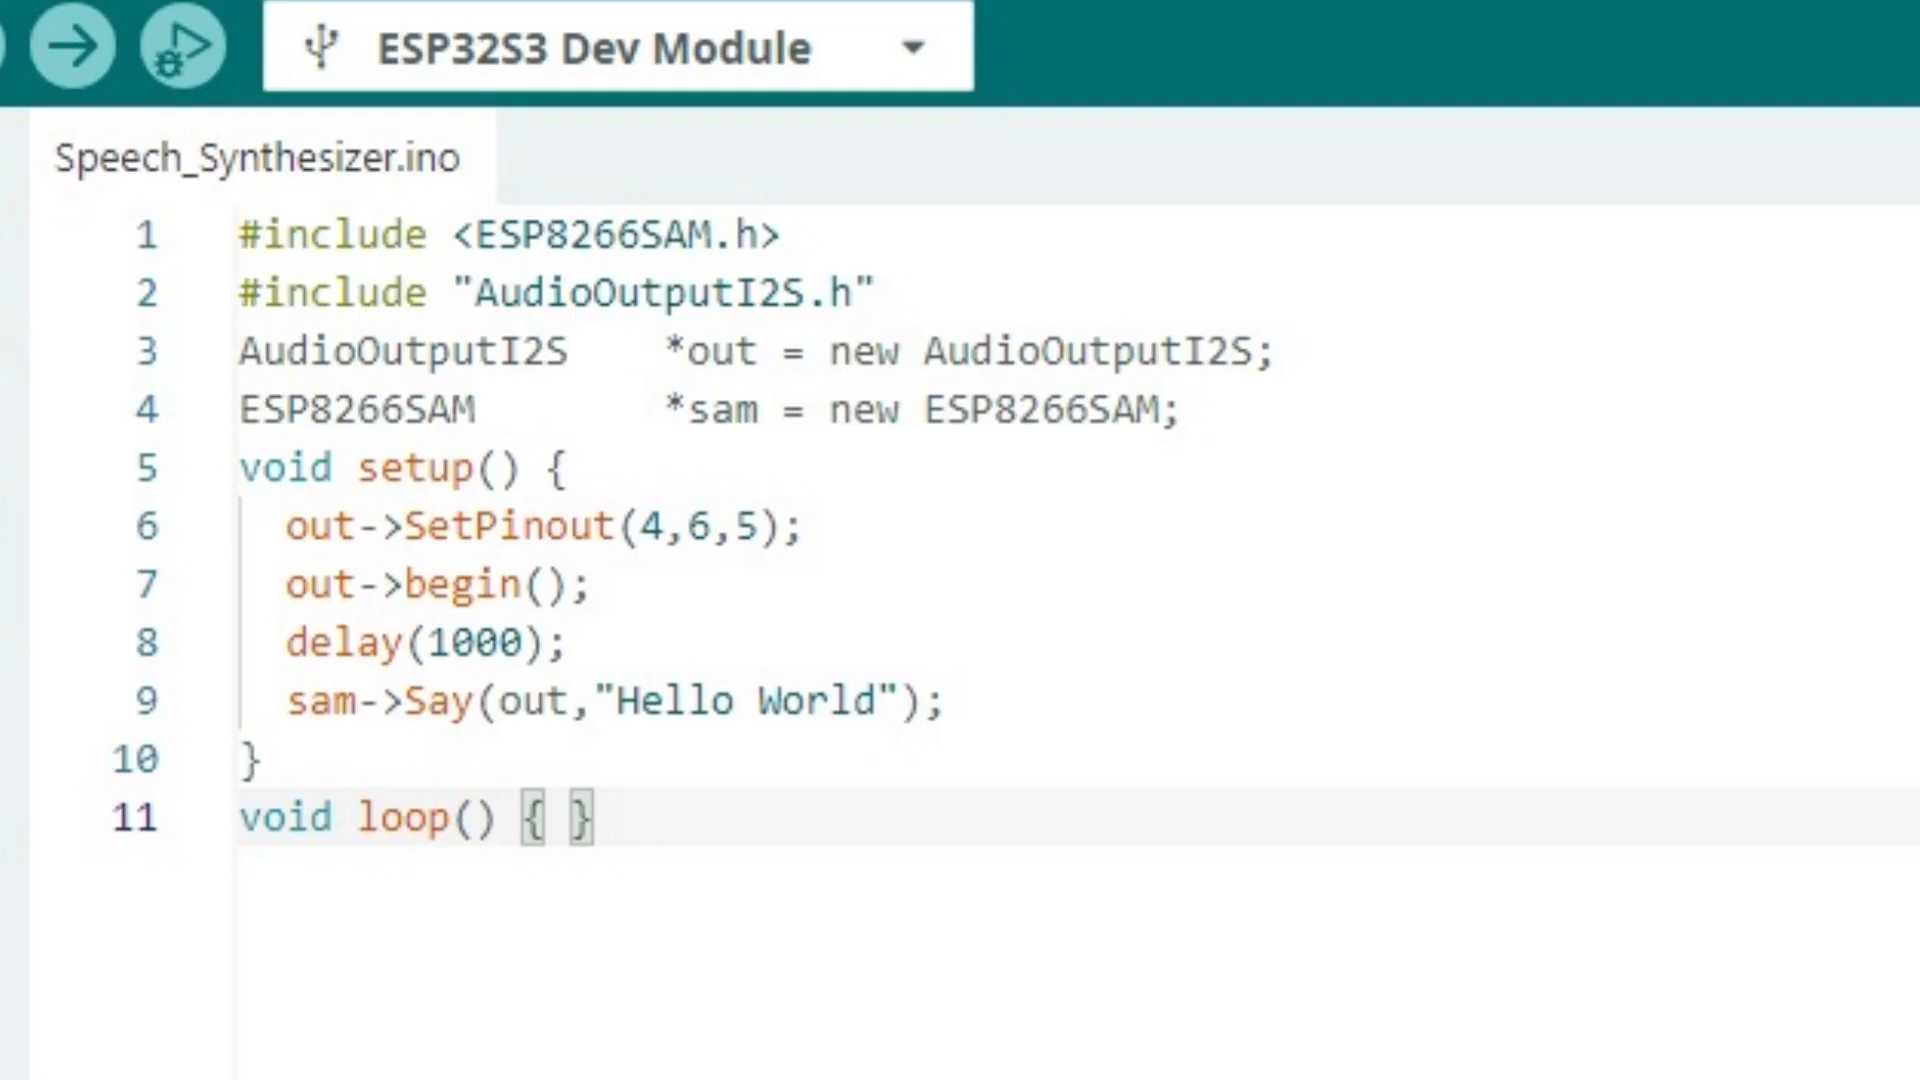 ESP32S3 Dev Module
Speech_Synthesizer.ino
1 #include <ESP8266SAM.h>
2 #include "AudioOutputI2S.h"
3 AudioOutputI2S    *out = new AudioOutputI2S;
4 ESP8266SAM        *sam = new ESP8266SAM;
5 void setup() {
6   out->SetPinout(4,6,5);
7   out->begin();
8   delay(1000);
9   sam->Say(out,"Hello World");
10 }
11 void loop() { }